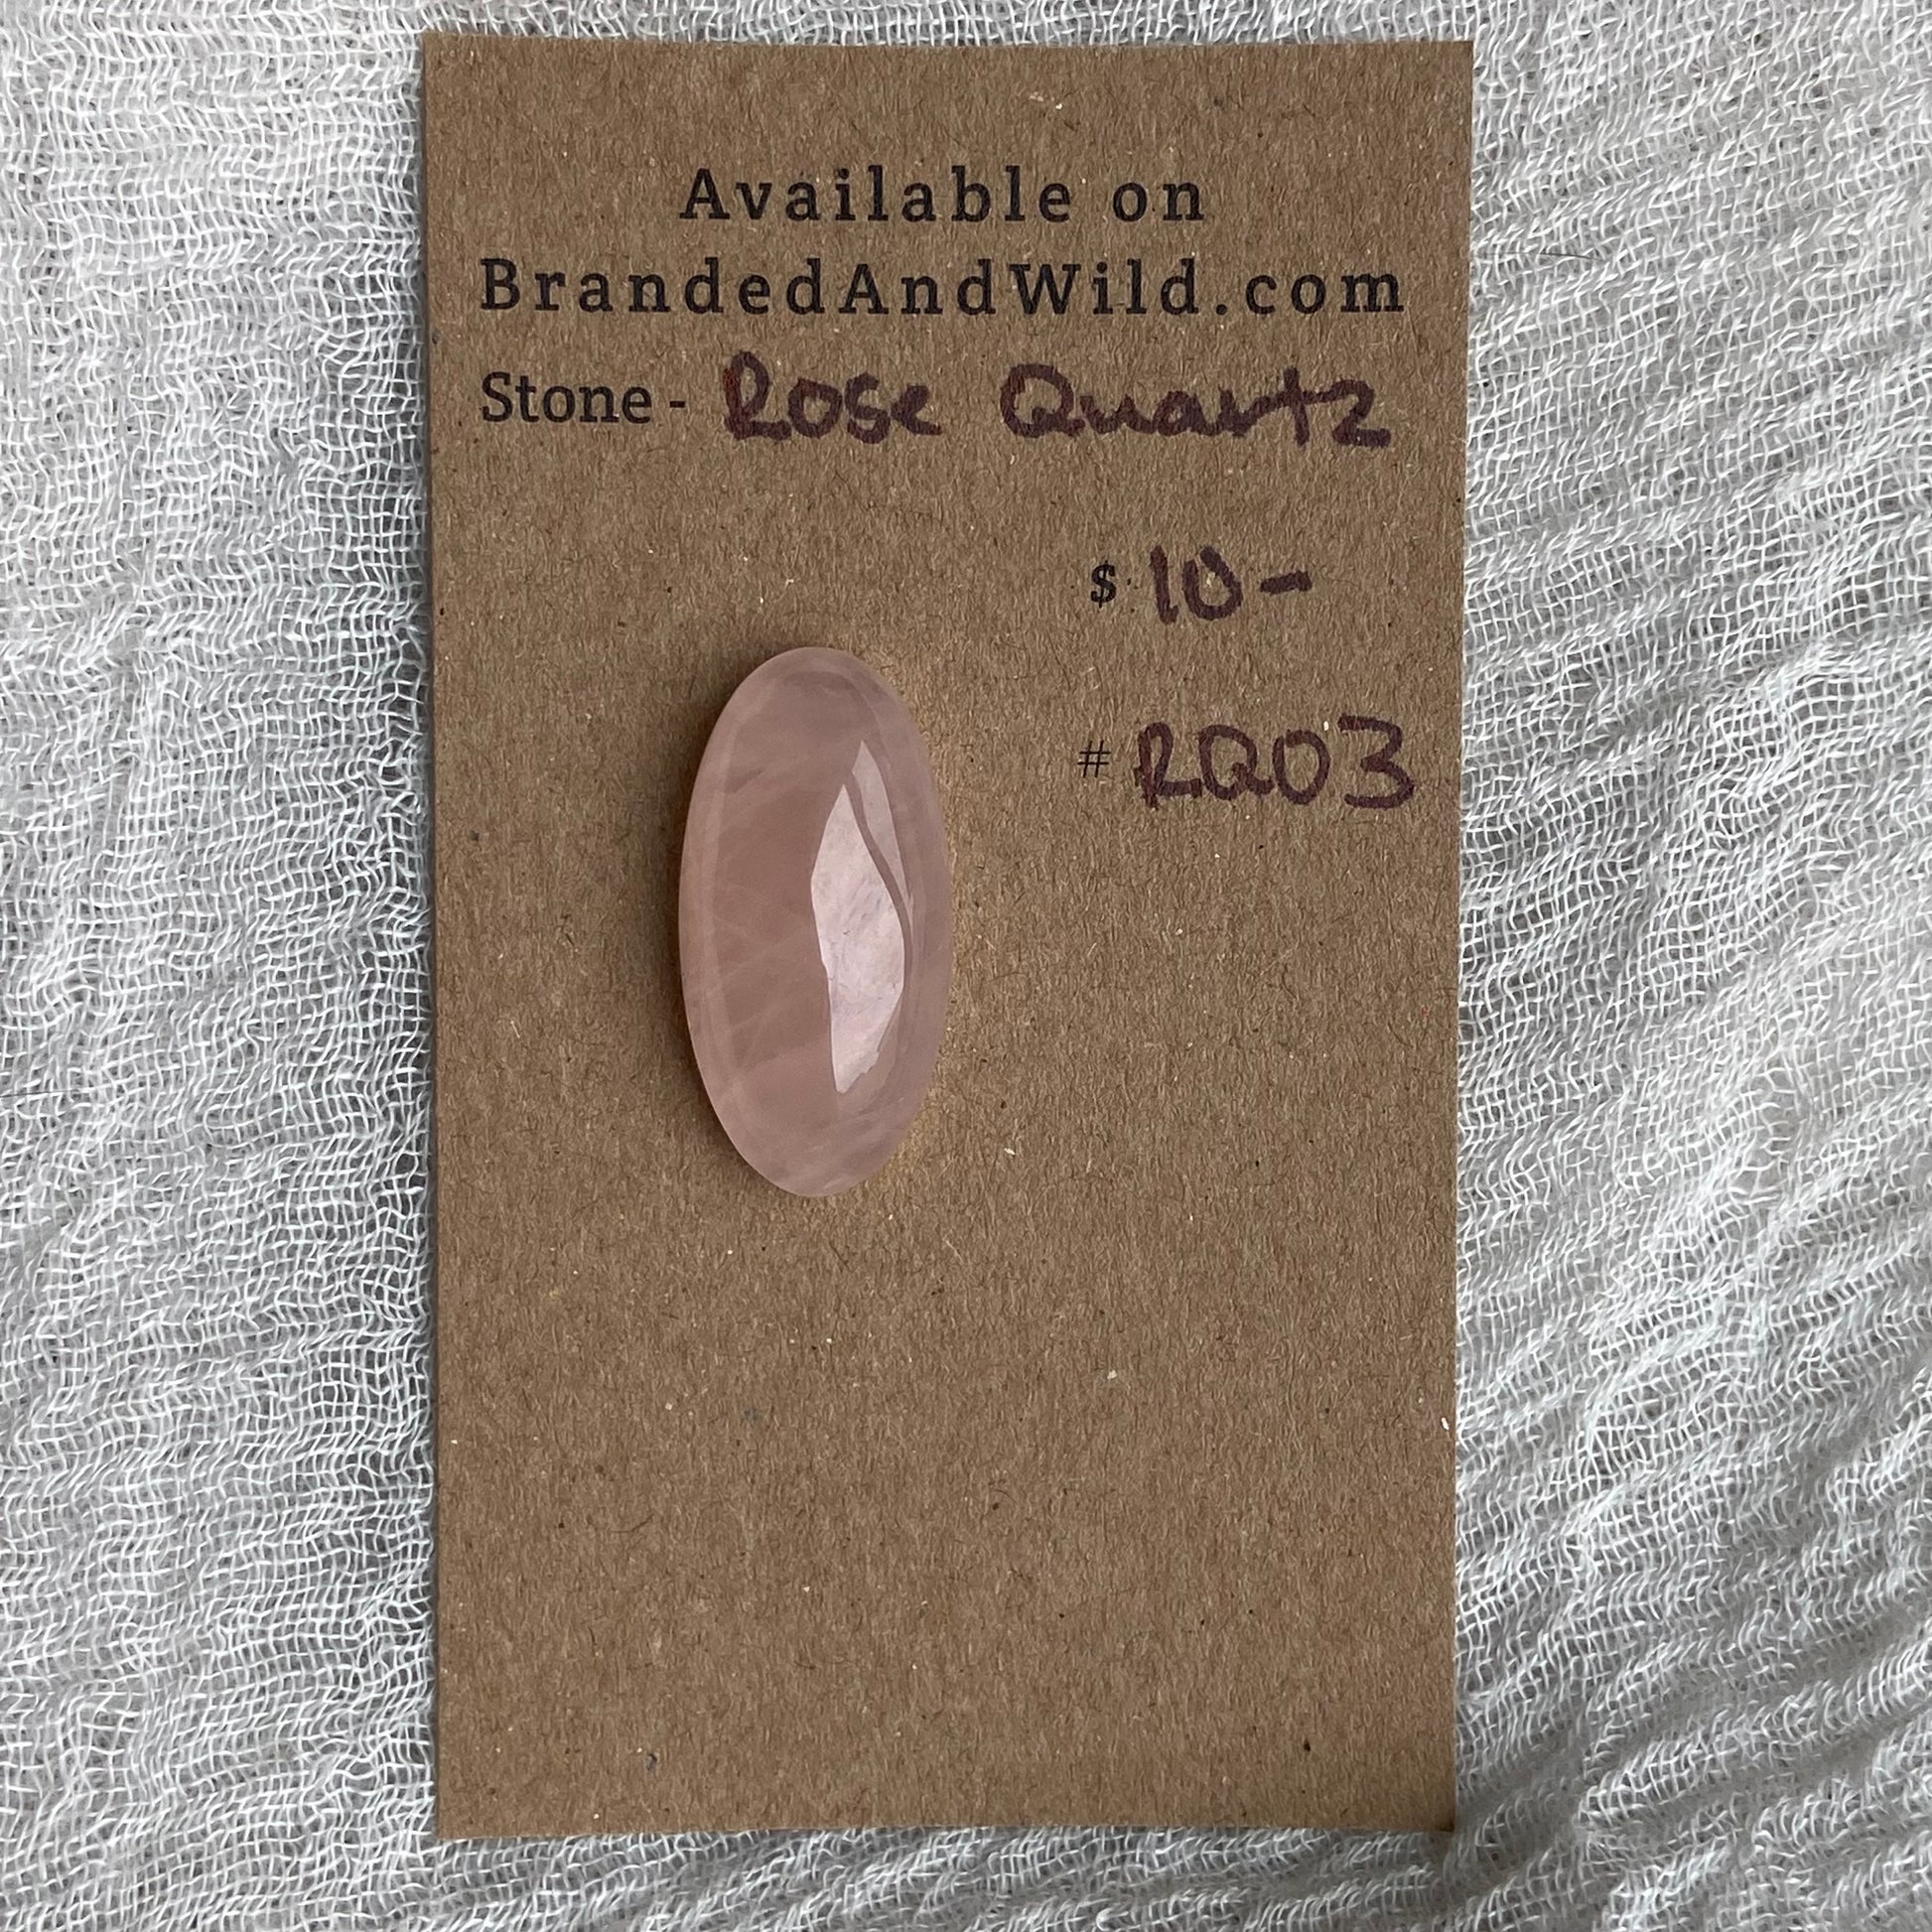 Available on
BrandedAndWild.com
Stone - Rose Quartz
$ 10-
# RQ03